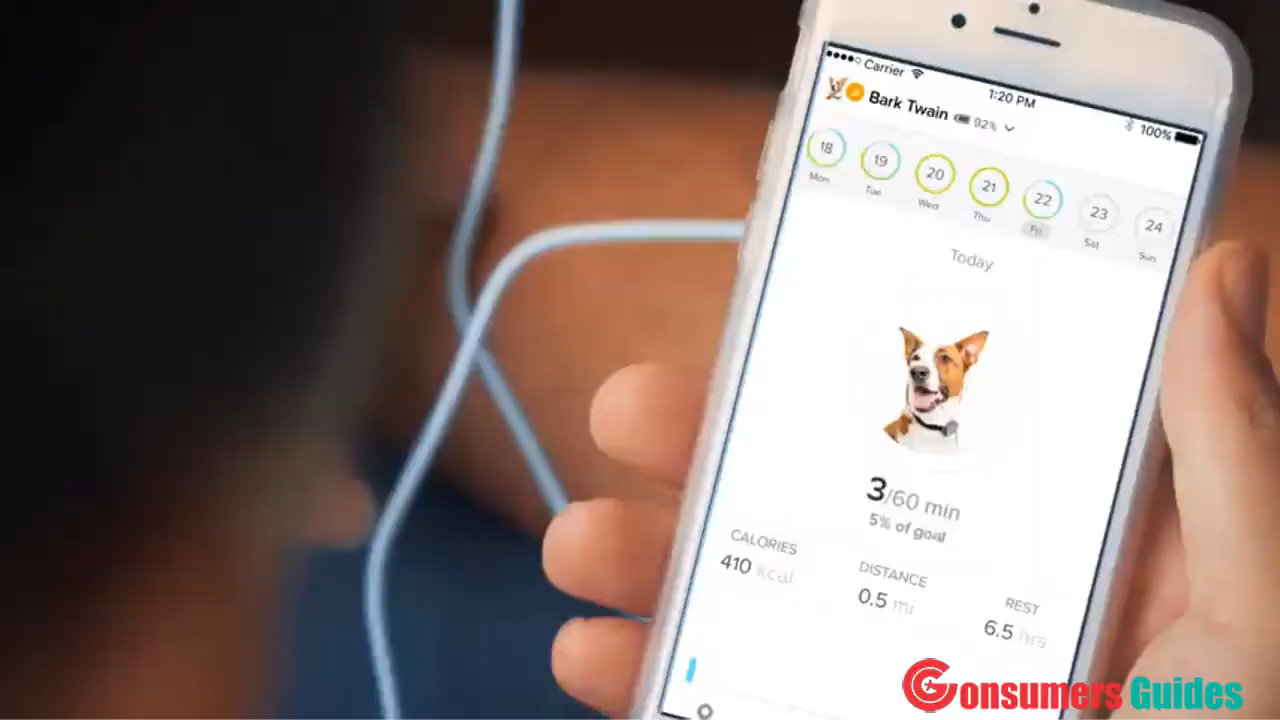 Carrier
1:20 PM
100%
Bark Twain 92%
18 19 20 21 22 23 24
Mon Tue Wed Thu Fri Sat Sun
Today
3/60 min
5% of goal
CALORIES DISTANCE REST
410 kcal 0.5 mi 6.5 hrs
Consumers Guides